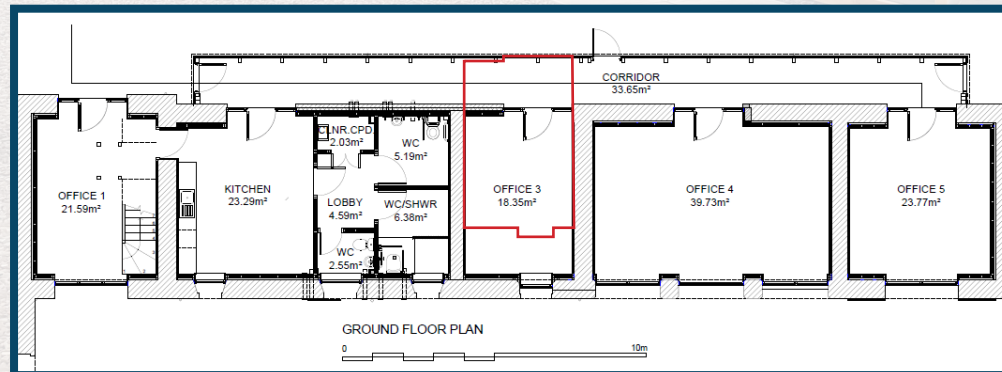 CORRIDOR
33.65m²
CLNR.CPD.
2.03m²
WC
5.19m²
OFFICE 1
21.59m²
KITCHEN
23.29m²
LOBBY
4.59m²
WC/SHWR
6.38m²
WC
2.55m²
OFFICE 3
18.35m²
OFFICE 4
39.73m²
OFFICE 5
23.77m²
GROUND FLOOR PLAN
0 10m